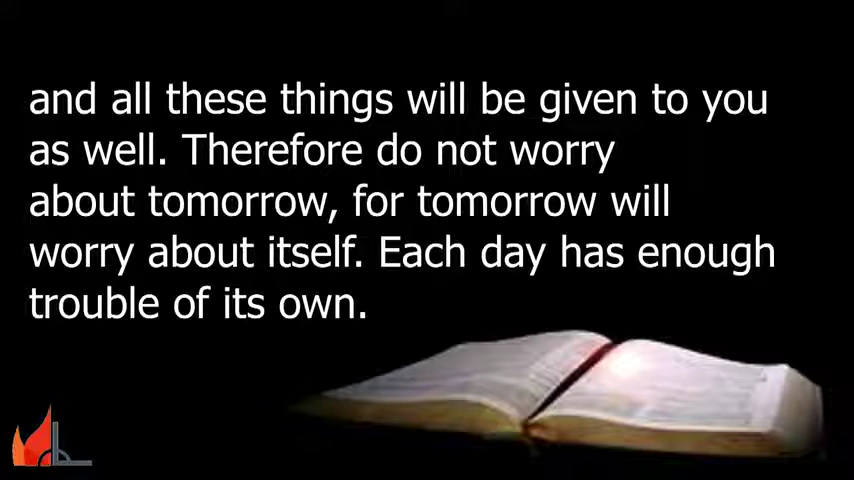 and all these things will be given to you
as well. Therefore do not worry
about tomorrow, for tomorrow will
worry about itself. Each day has enough
trouble of its own.